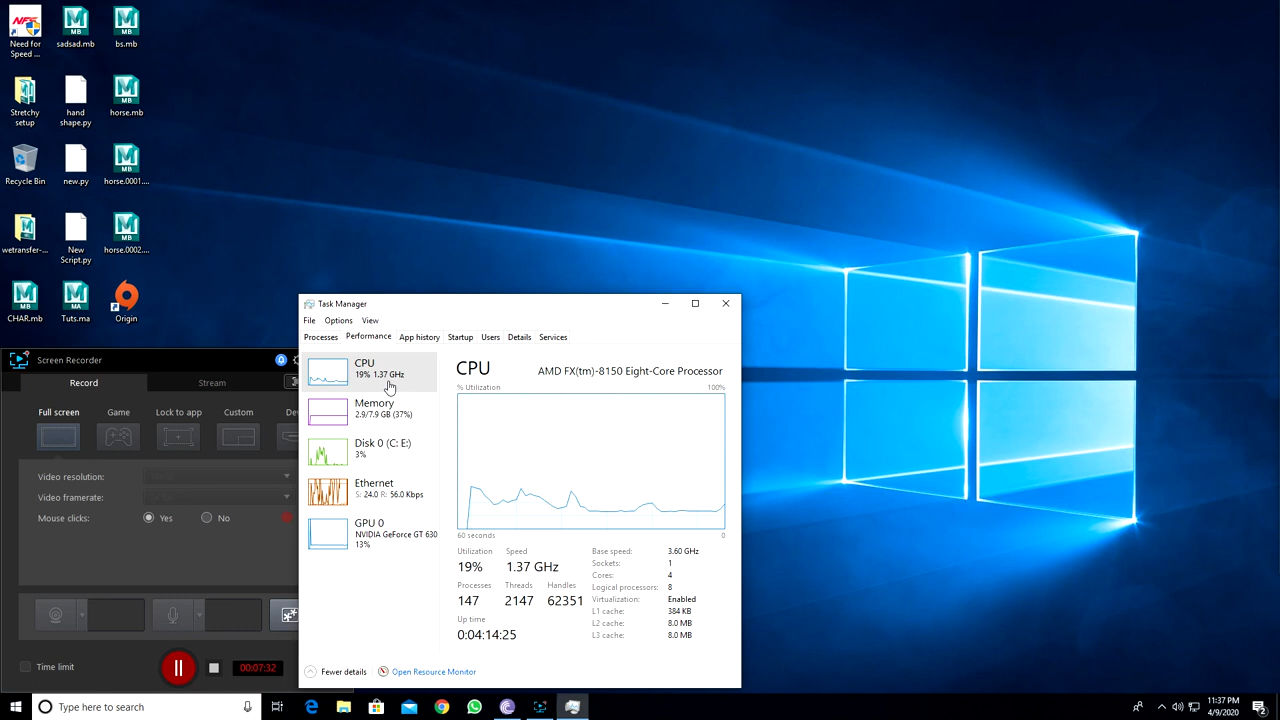 Need for
Speed ...
sadsad.mb
bs.mb
Stretchy
setup
hand
shape.py
horse.mb
Recycle Bin
new.py
horse.0001....
wetransfer-...
New
Script.py
horse.0002....
CHAR.mb
Tuts.ma
Origin
Screen Recorder
Record
Stream
Full screen
Game
Lock to app
Custom
Video resolution:
Video framerate:
Mouse clicks:
Yes
No
Time limit
00:07:32
Task Manager
File Options View
Processes Performance App history Startup Users Details Services
CPU
19% 1.37 GHz
Memory
2.9/7.9 GB (37%)
Disk 0 (C: E:)
3%
Ethernet
S: 24.0 R: 56.0 Kbps
GPU 0
NVIDIA GeForce GT 630
13%
CPU
AMD FX(tm)-8150 Eight-Core Processor
% Utilization
100%
60 seconds
0
Utilization Speed
19% 1.37 GHz
Processes Threads Handles
147 2147 62351
Up time
0:04:14:25
Base speed: 3.60 GHz
Sockets: 1
Cores: 4
Logical processors: 8
Virtualization: Enabled
L1 cache: 384 KB
L2 cache: 8.0 MB
L3 cache: 8.0 MB
Fewer details
Open Resource Monitor
Type here to search
11:37 PM
4/9/2020